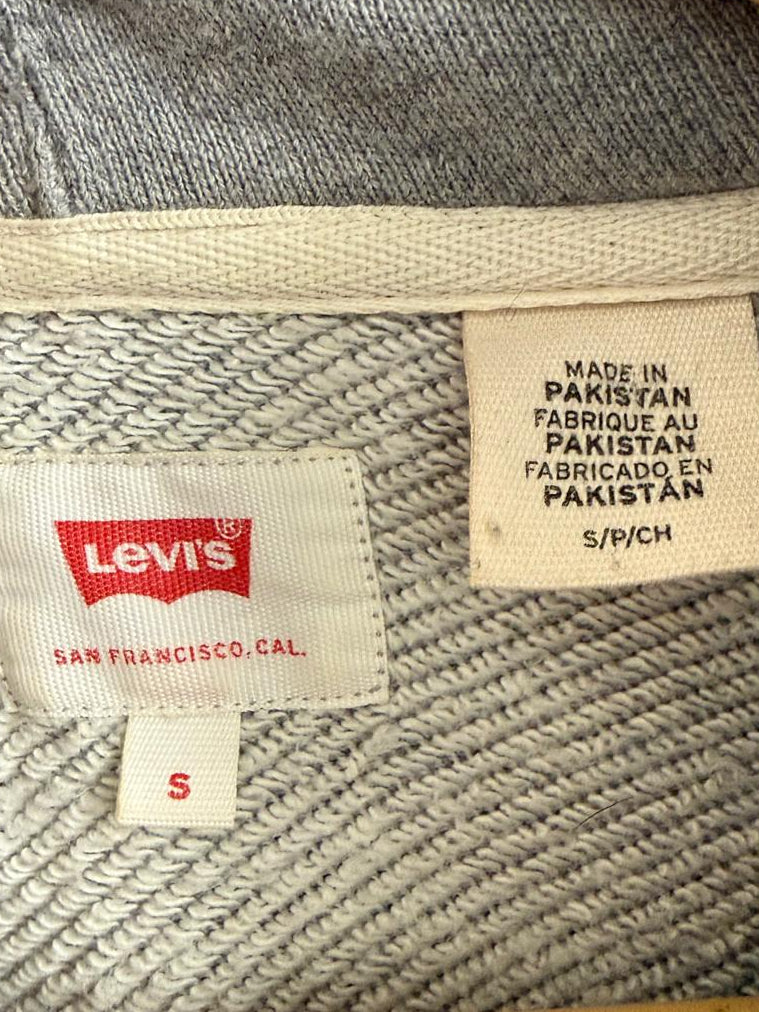 MADE IN
PAKISTAN
FABRIQUE AU
PAKISTAN
FABRICADO EN
PAKISTÁN
S/P/CH
LEVI'S®
SAN FRANCISCO, CAL.
S